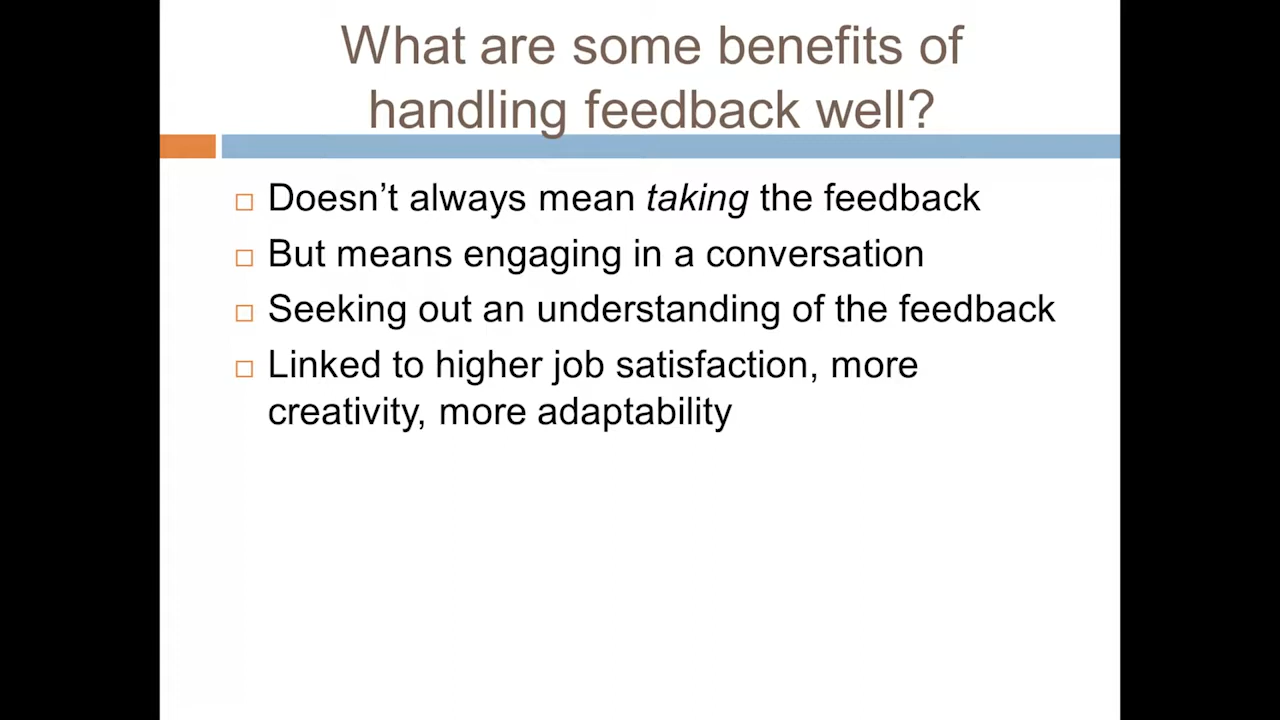 What are some benefits of
handling feedback well?
Doesn’t always mean taking the feedback
But means engaging in a conversation
Seeking out an understanding of the feedback
Linked to higher job satisfaction, more
creativity, more adaptability